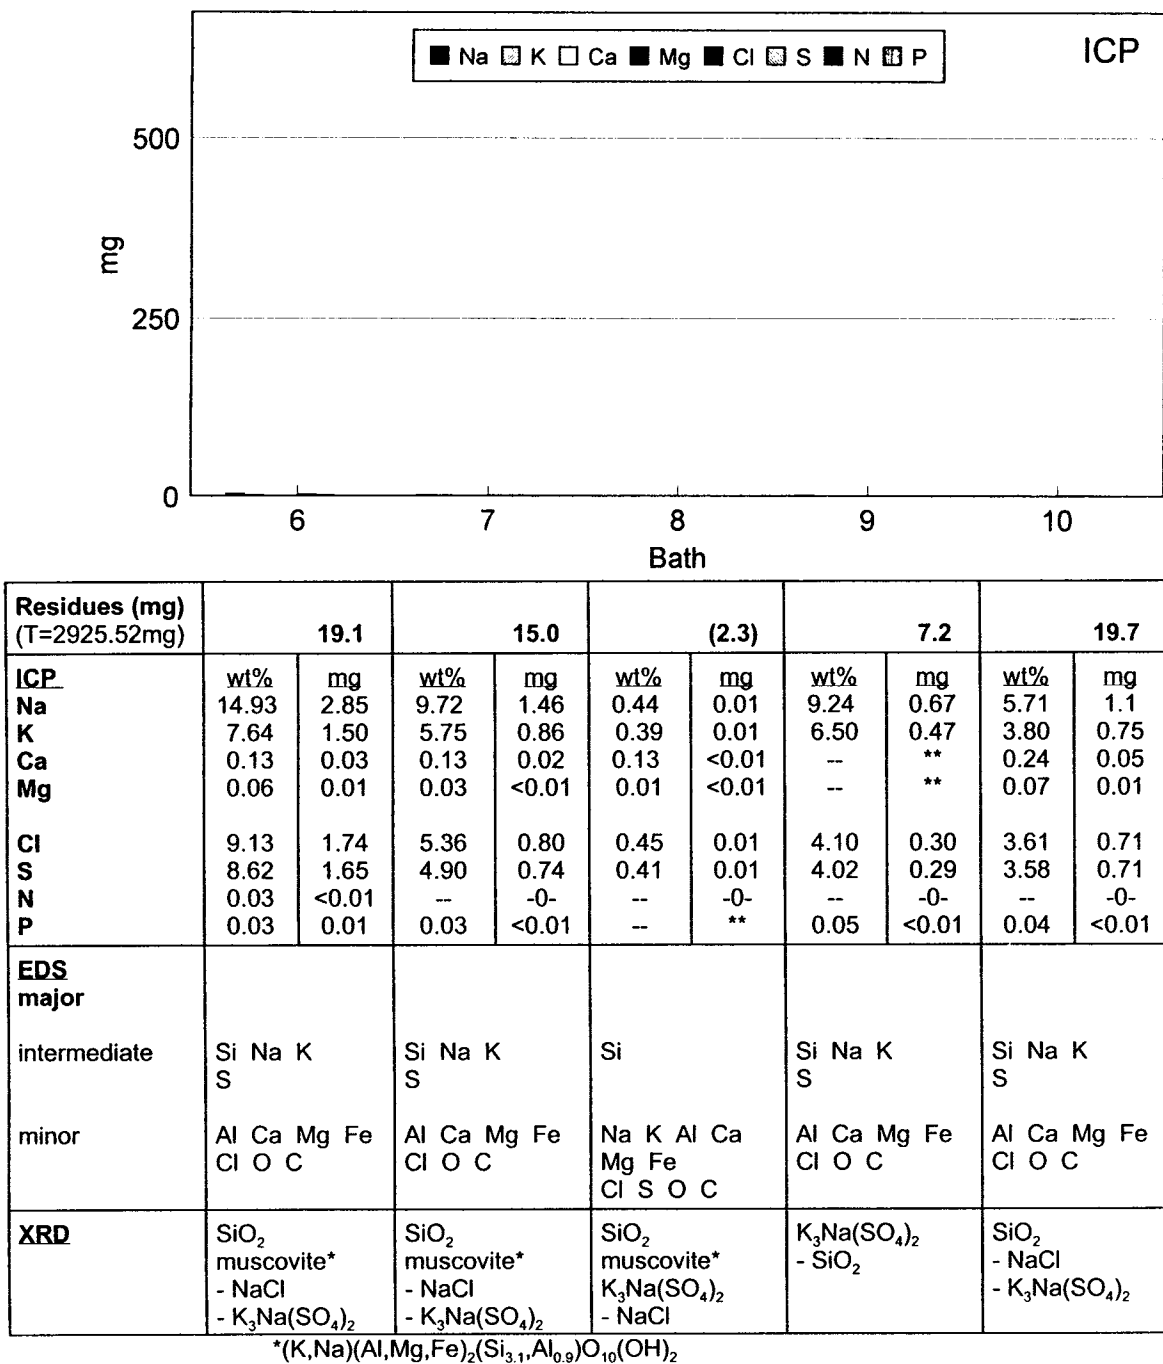 ■ Na ▨ K □ Ca ■ Mg ■ Cl ▨ S ■ N ▥ P
ICP
500
250
0
mg
6 7 8 9 10
Bath
Residues (mg)
(T=2925.52mg) 19.1 15.0 (2.3) 7.2 19.7
ICP wt% mg wt% mg wt% mg wt% mg wt% mg
Na 14.93 2.85 9.72 1.46 0.44 0.01 9.24 0.67 5.71 1.1
K 7.64 1.50 5.75 0.86 0.39 0.01 6.50 0.47 3.80 0.75
Ca 0.13 0.03 0.13 0.02 0.13 <0.01 -- ** 0.24 0.05
Mg 0.06 0.01 0.03 <0.01 0.01 <0.01 -- ** 0.07 0.01
Cl 9.13 1.74 5.36 0.80 0.45 0.01 4.10 0.30 3.61 0.71
S 8.62 1.65 4.90 0.74 0.41 0.01 4.02 0.29 3.58 0.71
N 0.03 <0.01 -- -0- -- -0- -- -0- -- -0-
P 0.03 0.01 0.03 <0.01 -- ** 0.05 <0.01 0.04 <0.01
EDS
major
intermediate Si Na K Si Na K Si Si Na K Si Na K
S S S S
minor Al Ca Mg Fe Al Ca Mg Fe Na K Al Ca Al Ca Mg Fe Al Ca Mg Fe
Cl O C Cl O C Mg Fe Cl O C Cl O C
Cl S O C
XRD SiO₂ SiO₂ SiO₂ K₃Na(SO₄)₂ SiO₂
muscovite* muscovite* muscovite* - SiO₂ - NaCl
- NaCl - NaCl K₃Na(SO₄)₂ - K₃Na(SO₄)₂
- K₃Na(SO₄)₂ - K₃Na(SO₄)₂ - NaCl
*(K,Na)(Al,Mg,Fe)₂(Si₃.₁,Al₀.₉)O₁₀(OH)₂